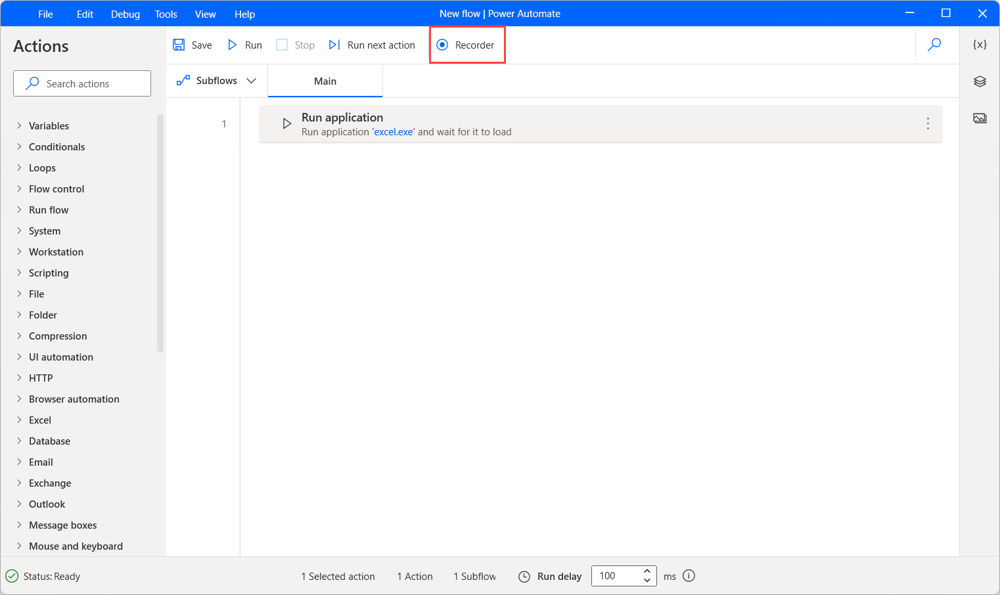 File Edit Debug Tools View Help New flow | Power Automate
Actions
Save Run Stop Run next action Recorder
{x}
Search actions
Subflows Main
Variables
Conditionals
Loops
Flow control
Run flow
System
Workstation
Scripting
File
Folder
Compression
UI automation
HTTP
Browser automation
Excel
Database
Email
Exchange
Outlook
Message boxes
Mouse and keyboard
1
Run application
Run application 'excel.exe' and wait for it to load
Status: Ready 1 Selected action 1 Action 1 Subflow Run delay 100 ms